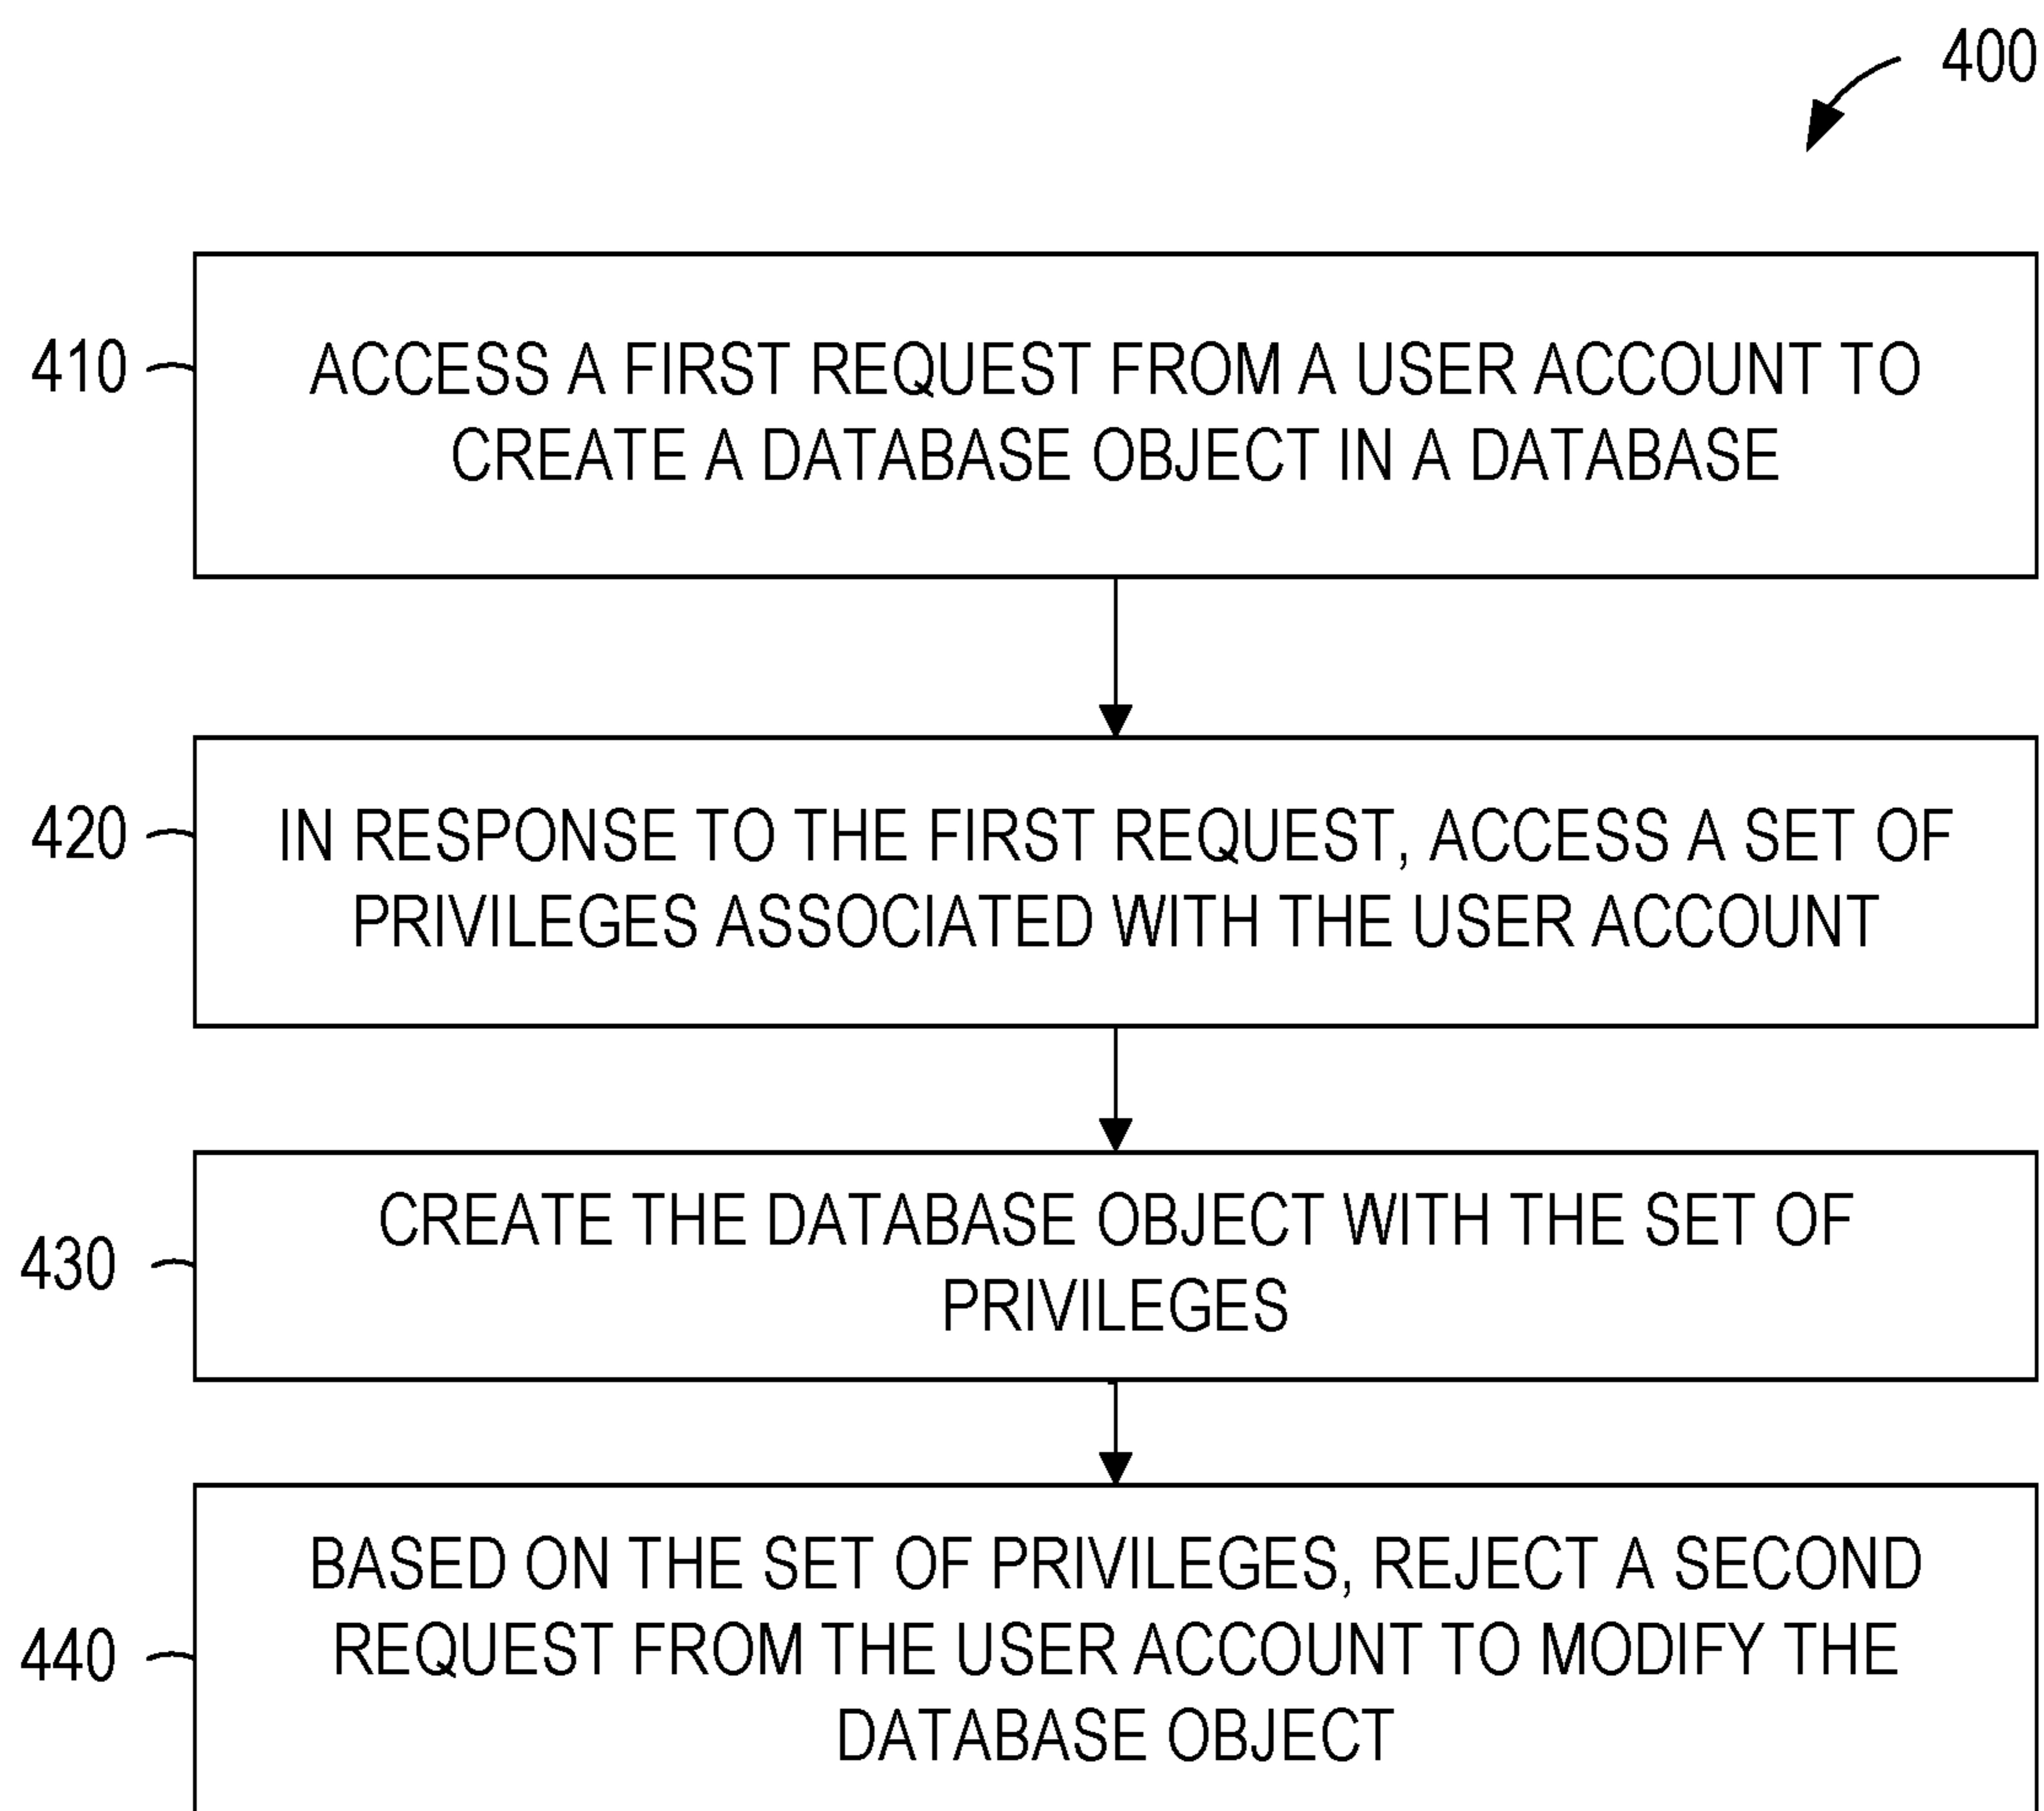 400
410
ACCESS A FIRST REQUEST FROM A USER ACCOUNT TO
CREATE A DATABASE OBJECT IN A DATABASE
420
IN RESPONSE TO THE FIRST REQUEST, ACCESS A SET OF
PRIVILEGES ASSOCIATED WITH THE USER ACCOUNT
430
CREATE THE DATABASE OBJECT WITH THE SET OF
PRIVILEGES
440
BASED ON THE SET OF PRIVILEGES, REJECT A SECOND
REQUEST FROM THE USER ACCOUNT TO MODIFY THE
DATABASE OBJECT